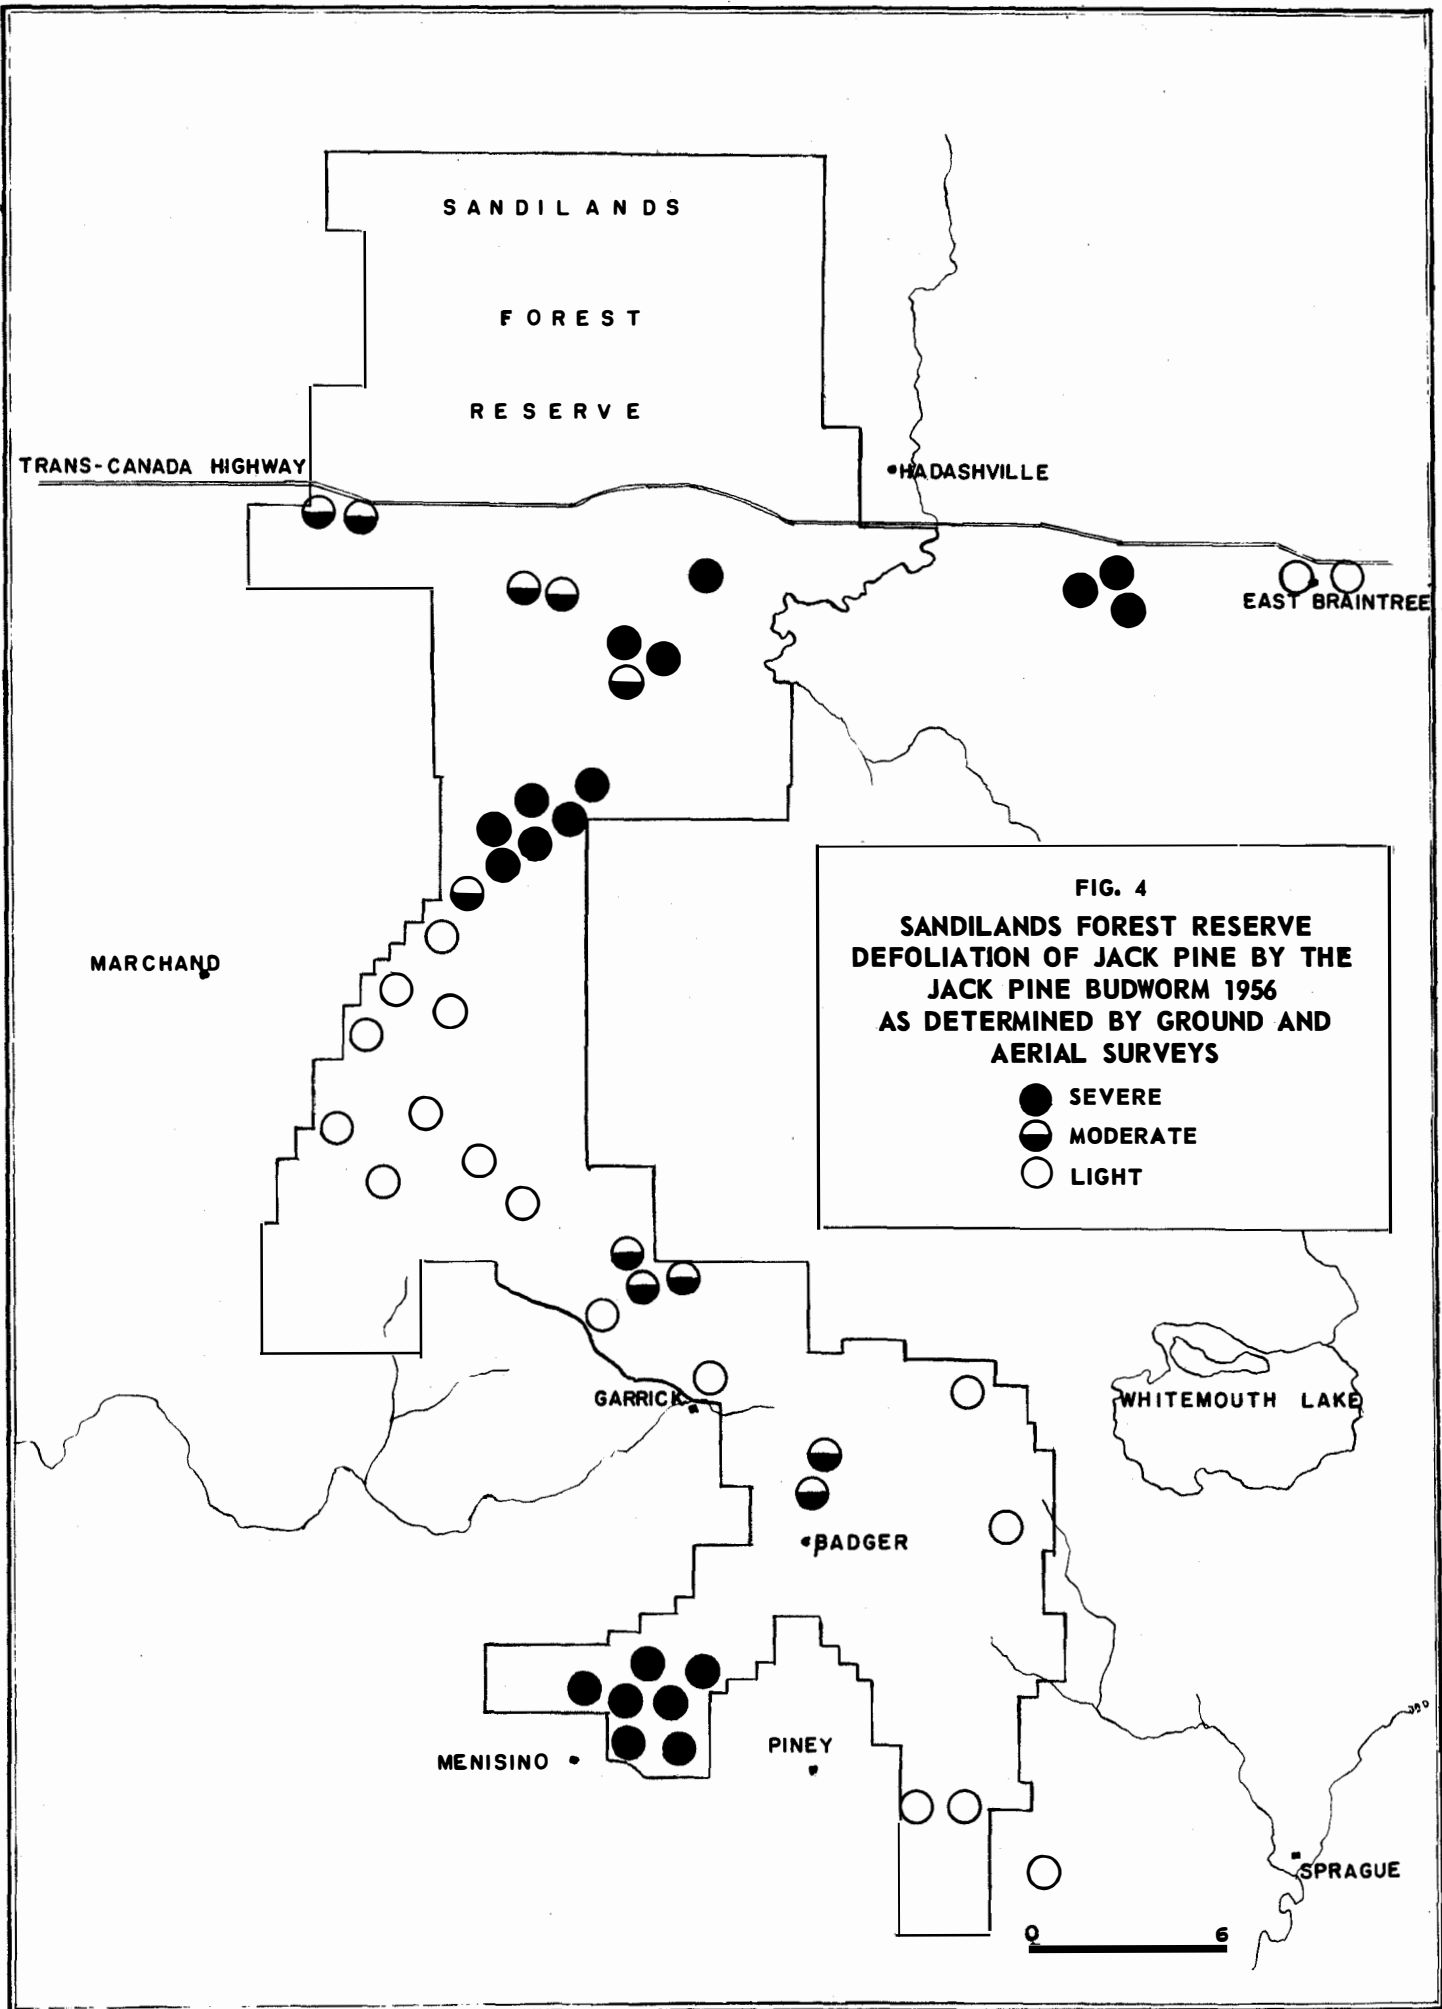 SANDILANDS
FOREST
RESERVE
TRANS-CANADA HIGHWAY
HADASHVILLE
EAST BRAINTREE
MARCHAND
FIG. 4
SANDILANDS FOREST RESERVE
DEFOLIATION OF JACK PINE BY THE
JACK PINE BUDWORM 1956
AS DETERMINED BY GROUND AND
AERIAL SURVEYS
SEVERE
MODERATE
LIGHT
GARRICK
WHITEMOUTH LAKE
BADGER
MENISINO
PINEY
SPRAGUE
0 6